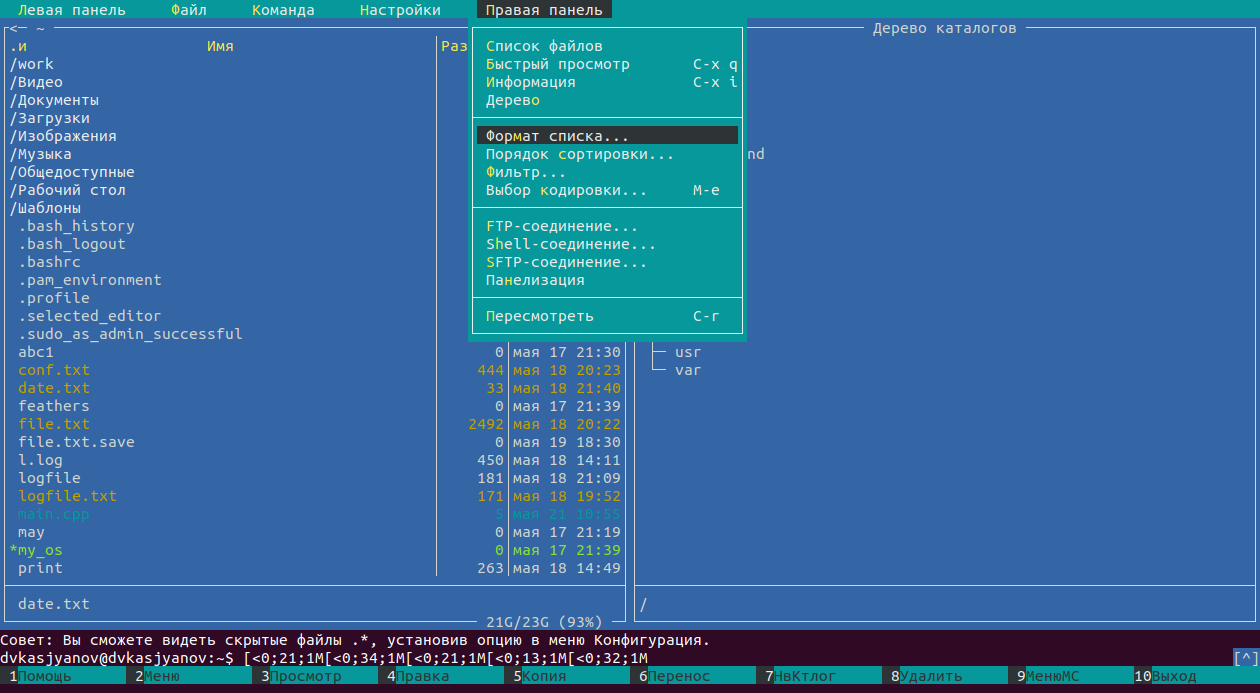 Левая панель Файл Команда Настройки Правая панель
<─ ~ Дерево каталогов
.и Имя Раз Список файлов
/work Быстрый просмотр C-x q
/Видео Информация C-x i
/Документы Дерево
/Загрузки
/Изображения Формат списка...
/Музыка Порядок сортировки... nd
/Общедоступные Фильтр...
/Рабочий стол Выбор кодировки... M-e
/Шаблоны
.bash_history FTP-соединение...
.bash_logout Shell-соединение...
.bashrc SFTP-соединение...
.pam_environment Панелизация
.profile
.selected_editor Пересмотреть C-r
.sudo_as_admin_successful
abc1 0 мая 17 21:30 usr
conf.txt 444 мая 18 20:23 var
date.txt 33 мая 18 21:40
feathers 0 мая 17 21:39
file.txt 2492 мая 18 20:22
file.txt.save 0 мая 19 18:30
l.log 450 мая 18 14:11
logfile 181 мая 18 21:09
logfile.txt 171 мая 18 19:52
main.cpp 5 мая 21 10:55
may 0 мая 17 21:19
*my_os 0 мая 17 21:39
print 263 мая 18 14:49
date.txt /
21G/23G (93%)
Совет: Вы сможете видеть скрытые файлы .*, установив опцию в меню Конфигурация.
dvkasjyanov@dvkasjyanov:~$ [<0;21;1M[<0;34;1M[<0;21;1M[<0;13;1M[<0;32;1M [^]
1Помощь 2Меню 3Просмотр 4Правка 5Копия 6Перенос 7НвКтлог 8Удалить 9МенюMC 10Выход